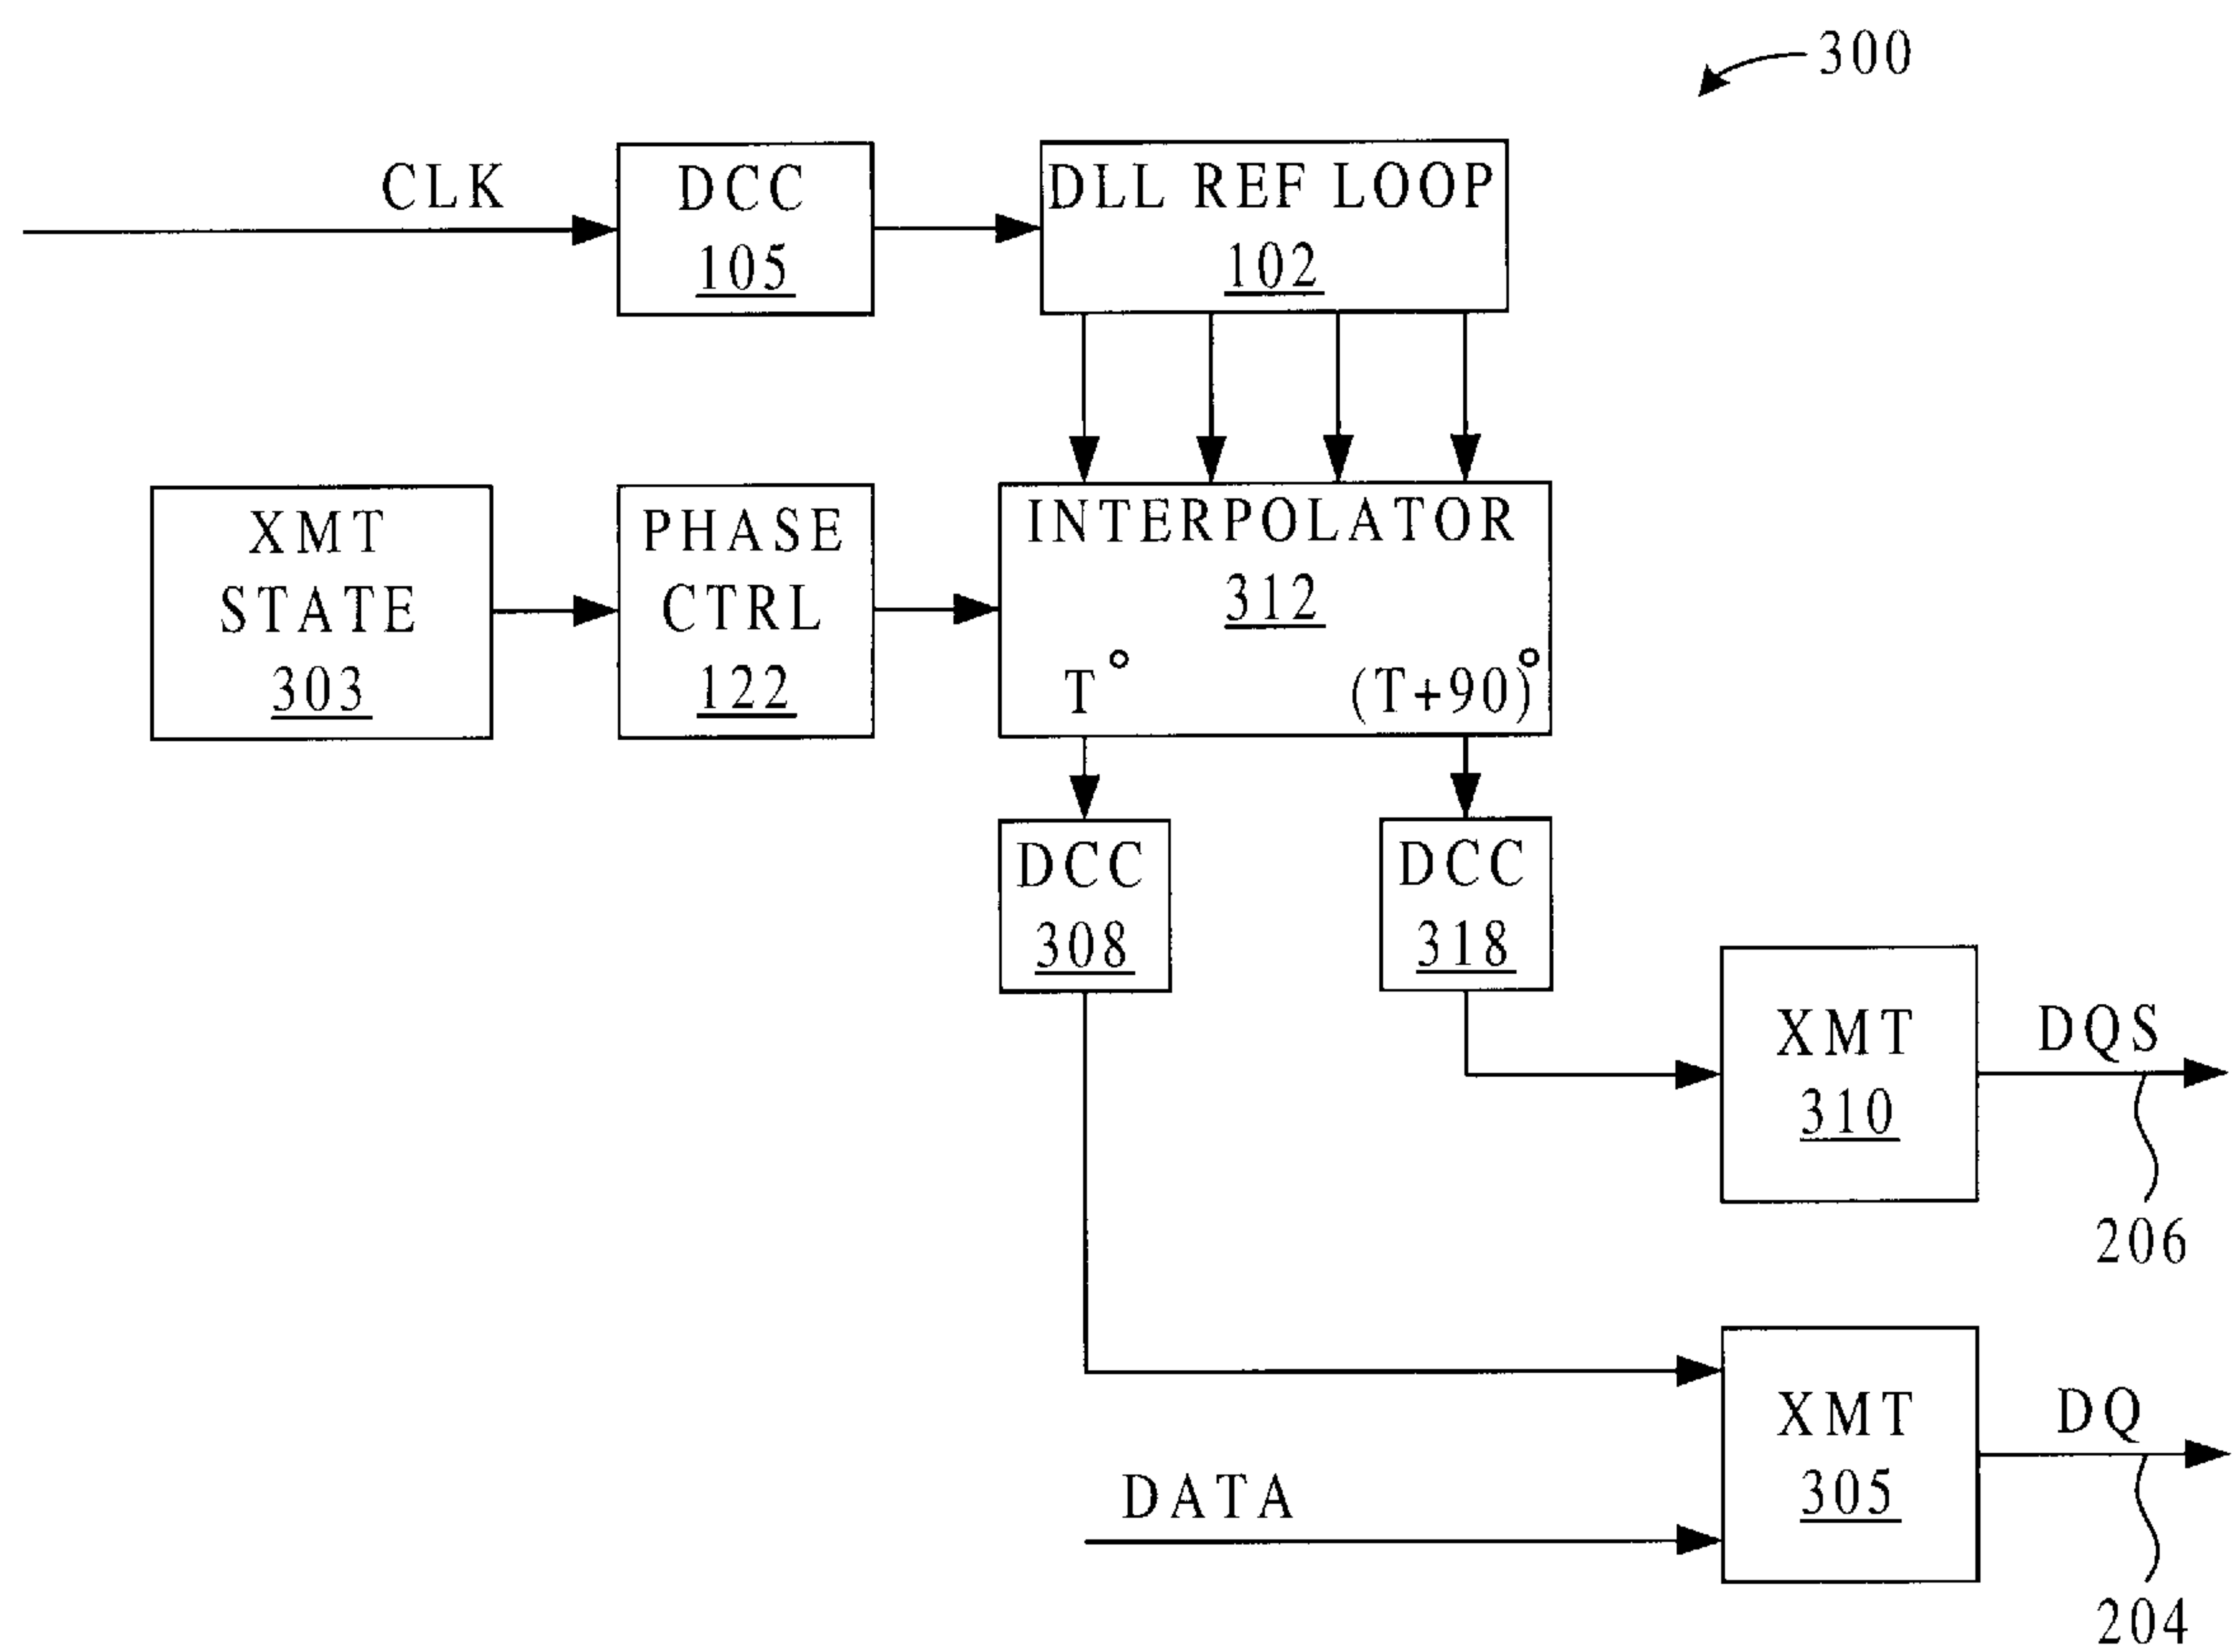 300
CLK
DCC
105
DLL REF LOOP
102
XMT
STATE
303
PHASE
CTRL
122
INTERPOLATOR
312
T°
(T+90)°
DCC
308
DCC
318
XMT
310
DQS
206
XMT
305
DQ
DATA
204